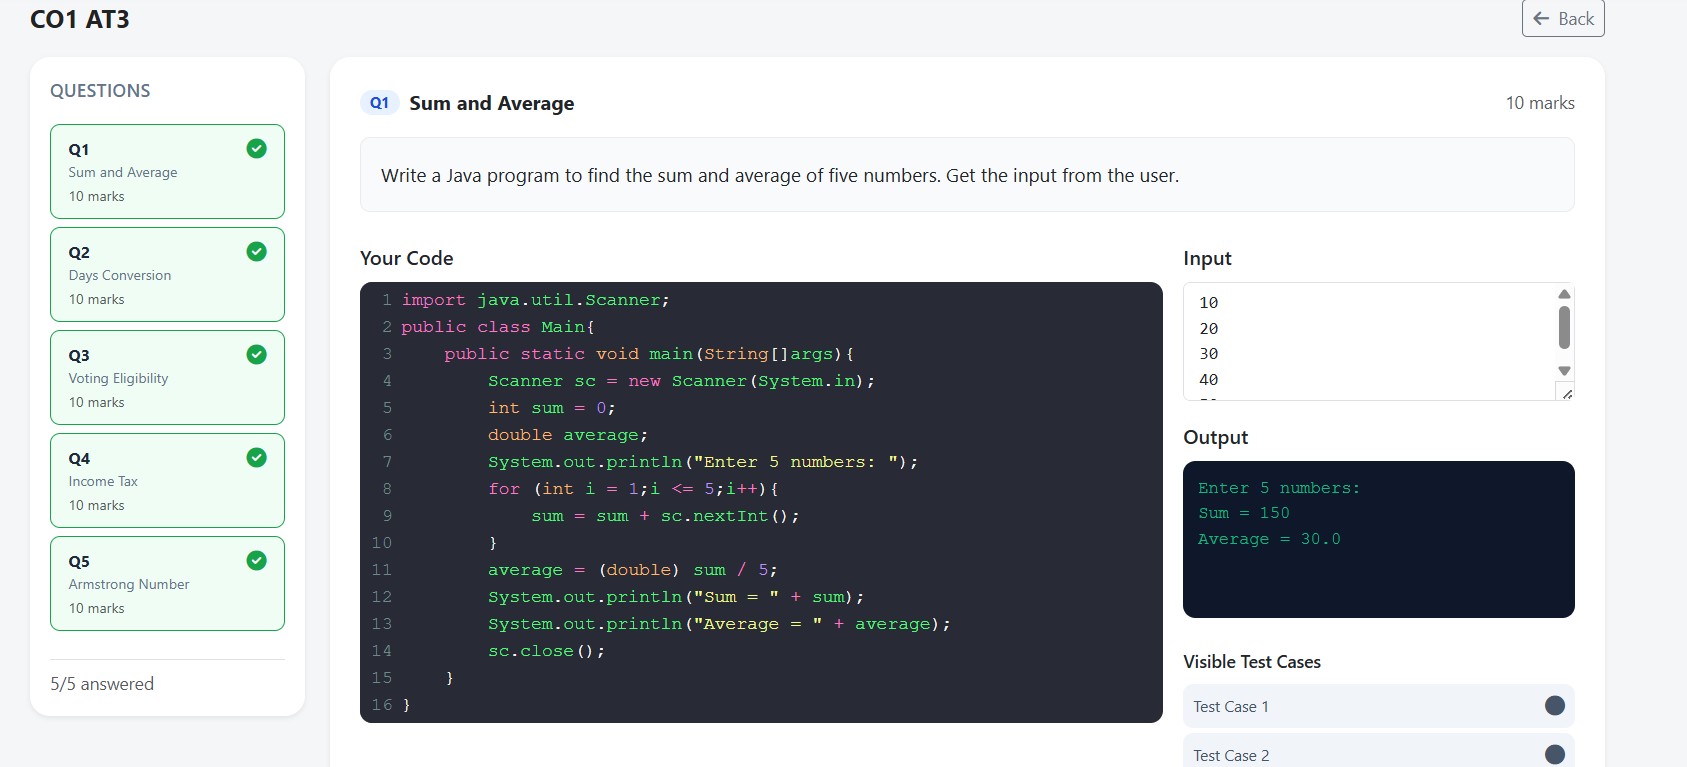 CO1 AT3
← Back
QUESTIONS
Q1
Sum and Average
10 marks
Q2
Days Conversion
10 marks
Q3
Voting Eligibility
10 marks
Q4
Income Tax
10 marks
Q5
Armstrong Number
10 marks
5/5 answered
Q1 Sum and Average
10 marks
Write a Java program to find the sum and average of five numbers. Get the input from the user.
Your Code
1 import java.util.Scanner;
2 public class Main{
3     public static void main(String[]args){
4         Scanner sc = new Scanner(System.in);
5         int sum = 0;
6         double average;
7         System.out.println("Enter 5 numbers: ");
8         for (int i = 1;i <= 5;i++){
9             sum = sum + sc.nextInt();
10         }
11         average = (double) sum / 5;
12         System.out.println("Sum = " + sum);
13         System.out.println("Average = " + average);
14         sc.close();
15     }
16 }
Input
10
20
30
40
Output
Enter 5 numbers:
Sum = 150
Average = 30.0
Visible Test Cases
Test Case 1
Test Case 2